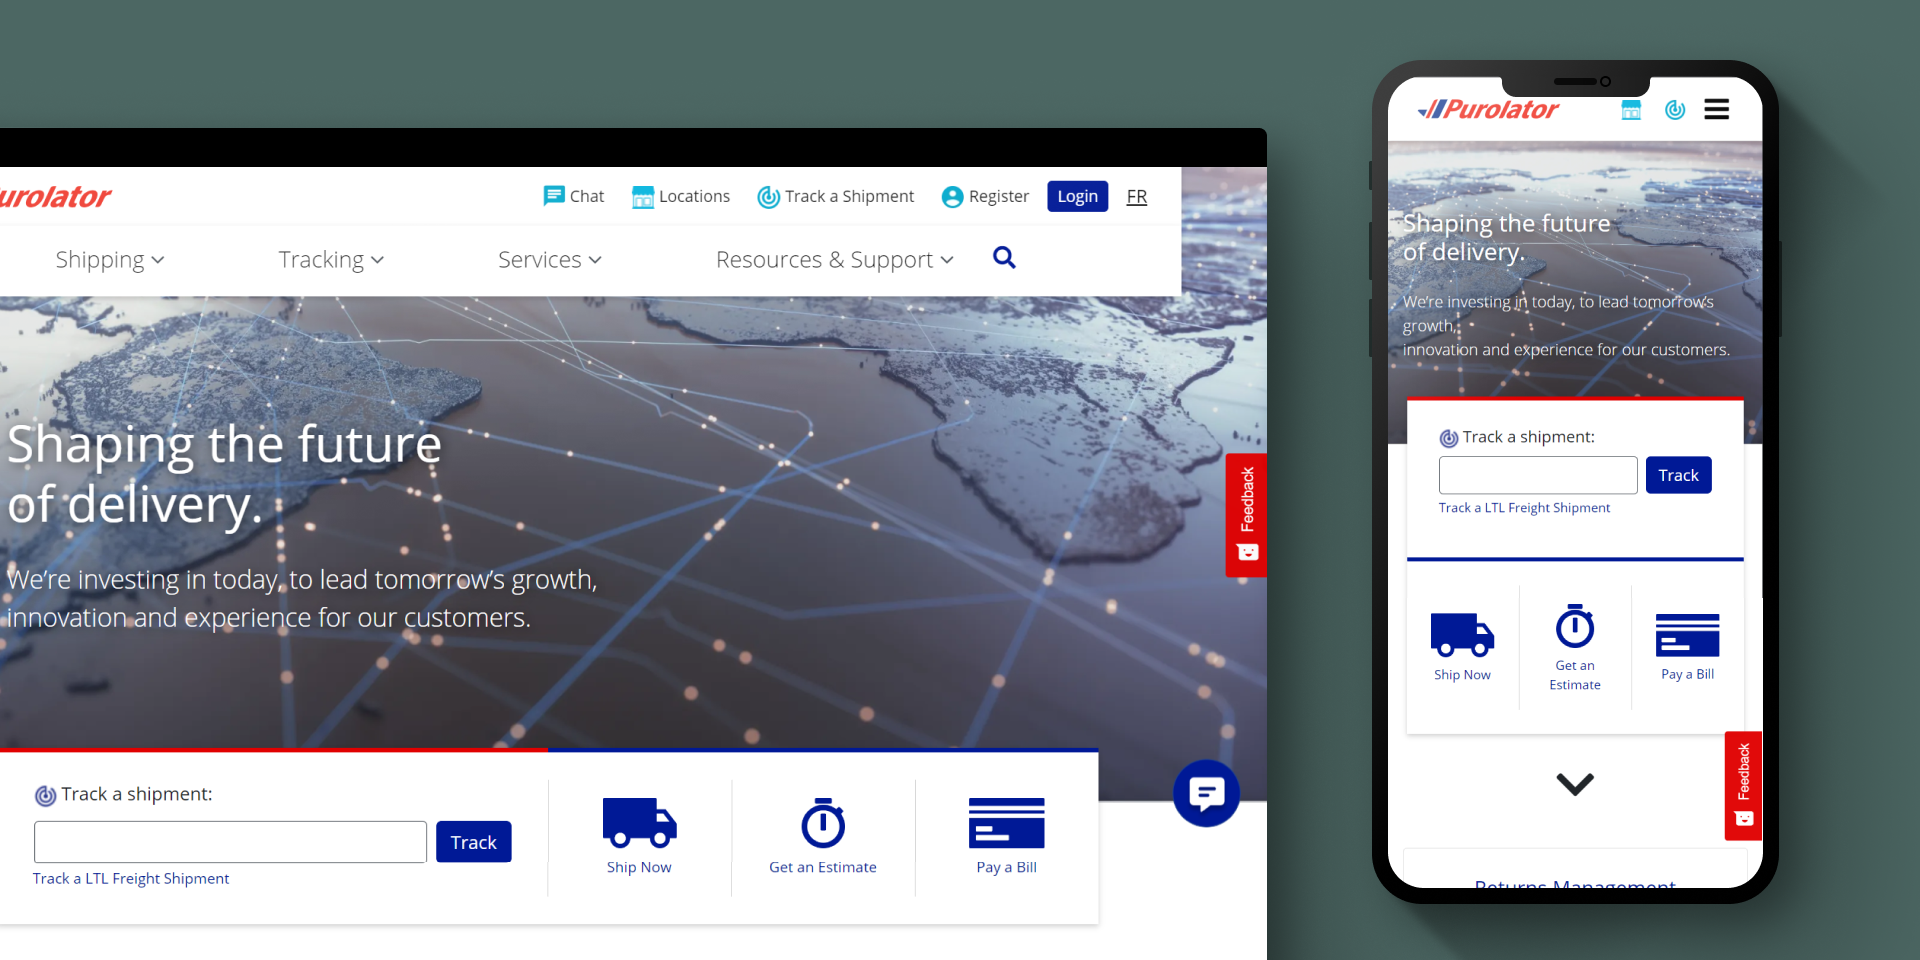 urolator
Chat
Locations
Track a Shipment
Register
Login
FR
Shipping
Tracking
Services
Resources & Support
Shaping the future
of delivery.
We're investing in today, to lead tomorrow's growth,
innovation and experience for our customers.
Feedback
Track a shipment:
Track
Track a LTL Freight Shipment
Ship Now
Get an Estimate
Pay a Bill
Purolator
Shaping the future
of delivery.
We're investing in today, to lead tomorrow's
growth,
innovation and experience for our customers.
Track a shipment:
Track
Track a LTL Freight Shipment
Ship Now
Get an
Estimate
Pay a Bill
Feedback
Returns Management